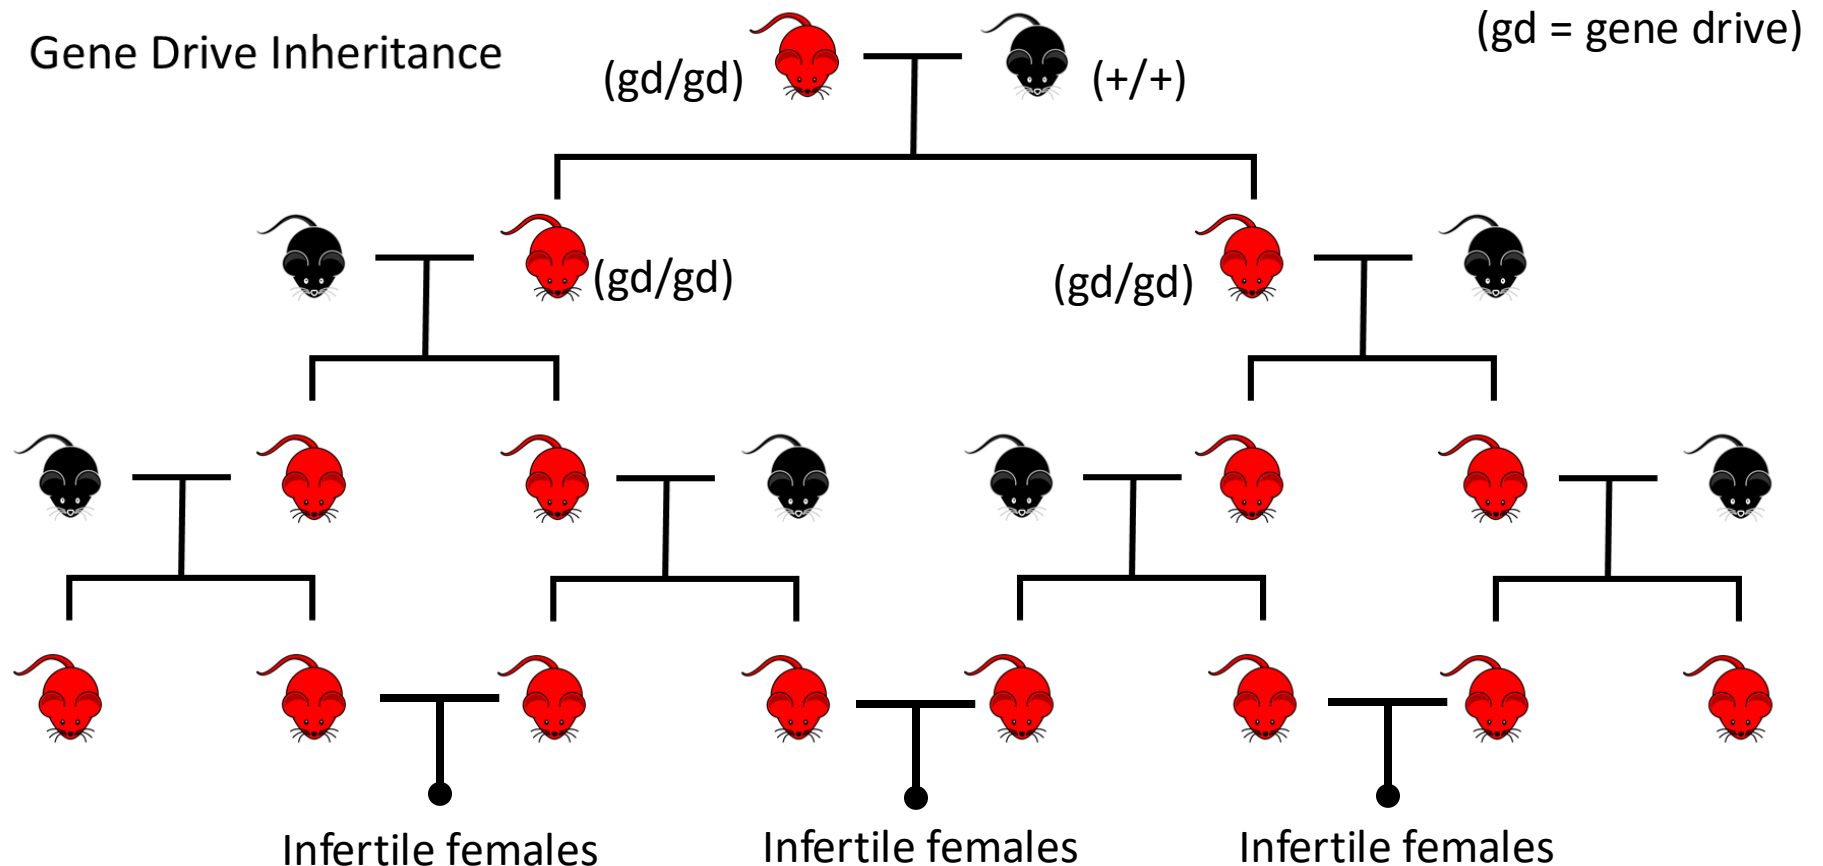 Gene Drive Inheritance
(gd = gene drive)
(gd/gd)
(+/+)
(gd/gd)
(gd/gd)
Infertile females
Infertile females
Infertile females